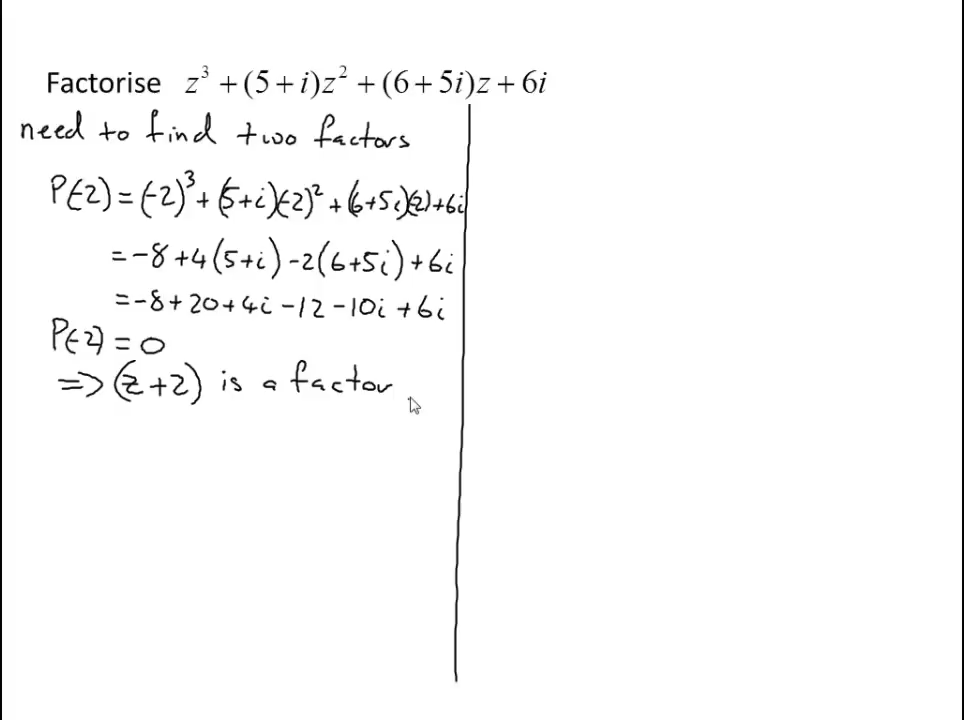 Factorise z³ + (5 + i)z² + (6 + 5i)z + 6i
need to find two factors
P(-2) = (-2)³ + (5+i)(-2)² + (6+5i)(-2) + 6i
= -8 + 4(5+i) - 2(6+5i) + 6i
= -8 + 20 + 4i - 12 - 10i + 6i
P(-2) = 0
=> (z+2) is a factor